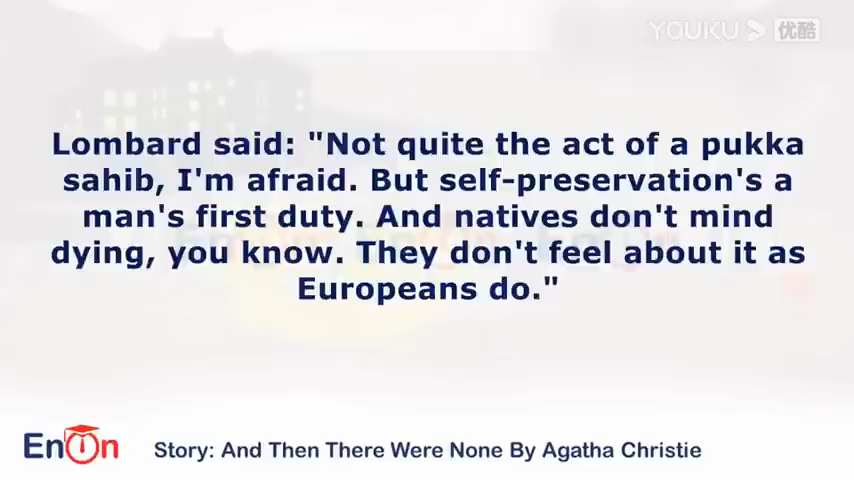 YOUKU 优酷
Lombard said: "Not quite the act of a pukka
sahib, I'm afraid. But self-preservation's a
man's first duty. And natives don't mind
dying, you know. They don't feel about it as
Europeans do."
EnOn
Story: And Then There Were None By Agatha Christie